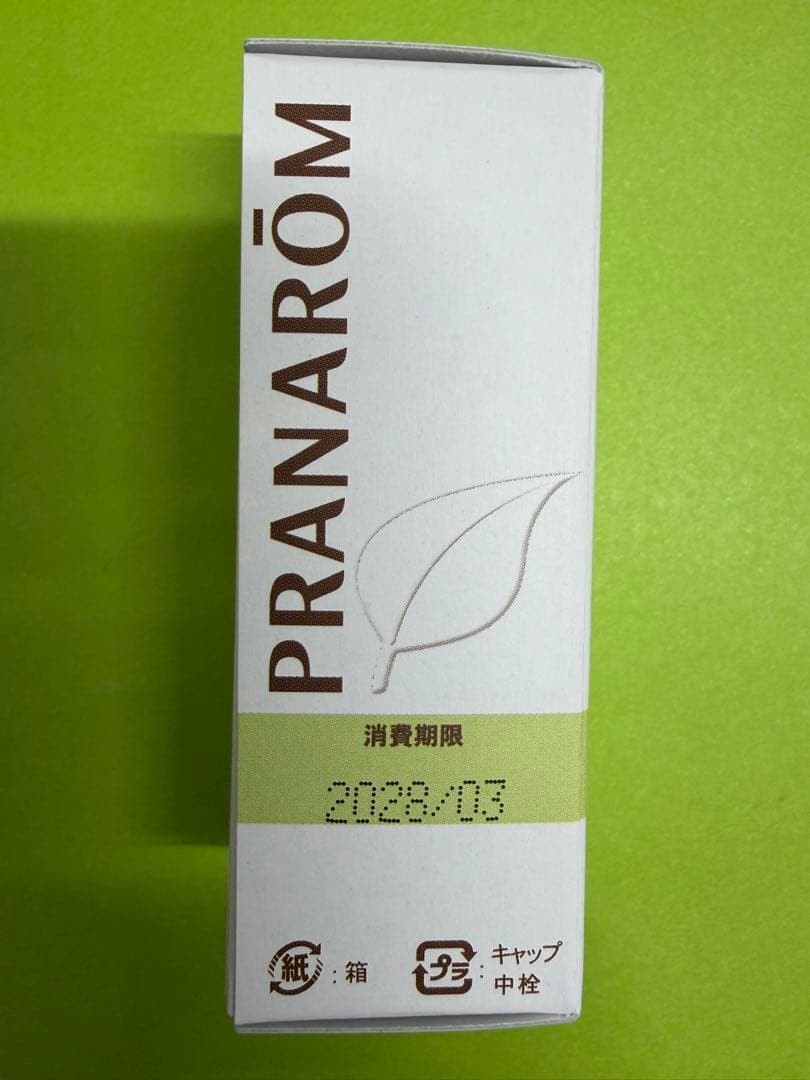 PRANARŌM
消費期限
2028/03
紙 : 箱
プラ : キャップ
中栓